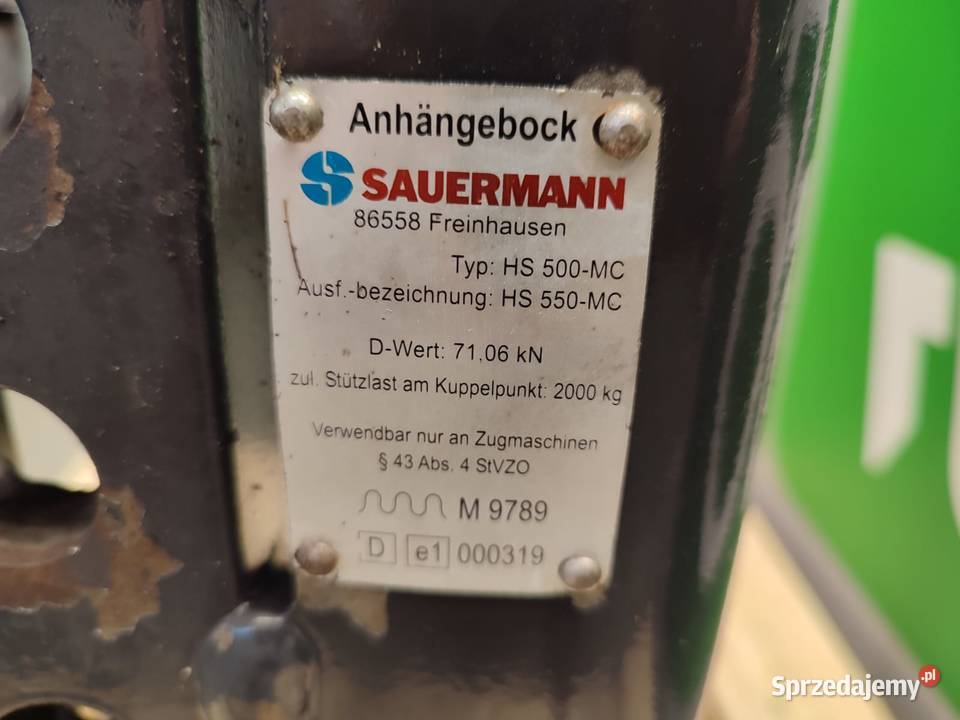 Anhängebock
SAUERMANN
86558 Freinhausen
Typ: HS 500-MC
Ausf.-bezeichnung: HS 550-MC
D-Wert: 71,06 kN
zul. Stützlast am Kuppelpunkt: 2000 kg
Verwendbar nur an Zugmaschinen
§ 43 Abs. 4 StVZO
M 9789
D e1 000319
Sprzedajemy.pl